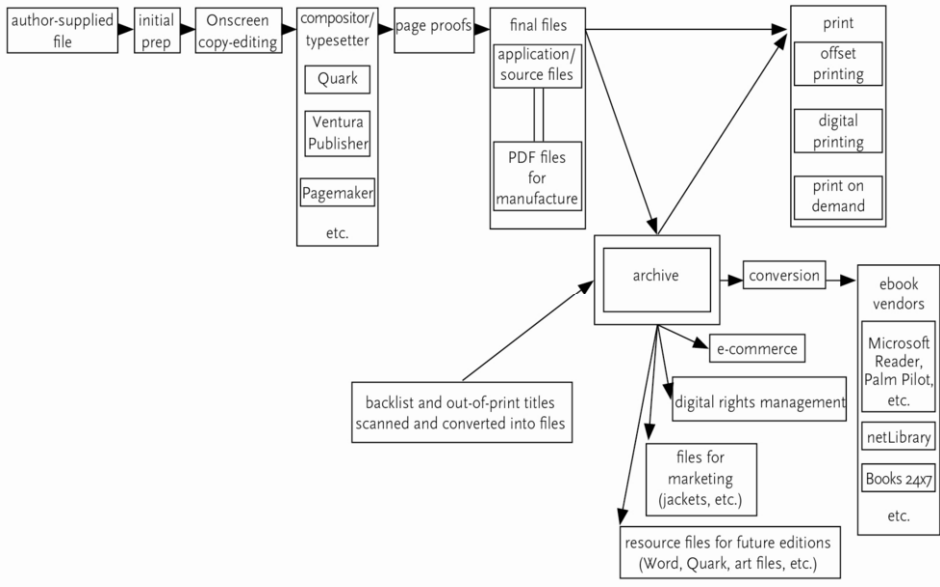 author-supplied
file
initial
prep
Onscreen
copy-editing
compositor/
typesetter
Quark
Ventura
Publisher
Pagemaker
etc.
page proofs
final files
application/
source files
PDF files
for
manufacture
print
offset
printing
digital
printing
print on
demand
archive
conversion
ebook
vendors
Microsoft
Reader,
Palm Pilot,
etc.
netLibrary
Books 24x7
etc.
e-commerce
digital rights management
files for
marketing
(jackets, etc.)
resource files for future editions
(Word, Quark, art files, etc.)
backlist and out-of-print titles
scanned and converted into files